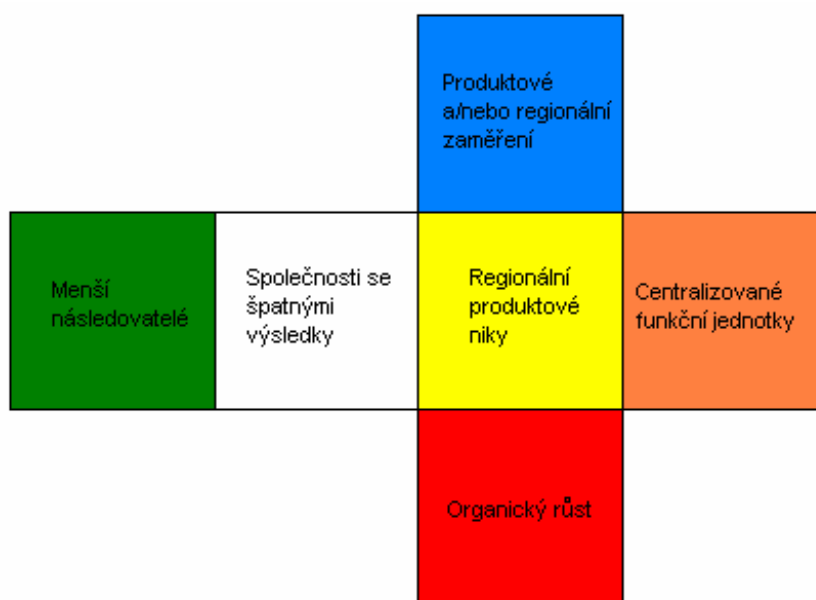 Produktové
a/nebo regionální
zaměření
Menší
následovatelé
Společnosti se
špatnými
výsledky
Regionální
produktové
niky
Centralizované
funkční jednotky
Organický růst